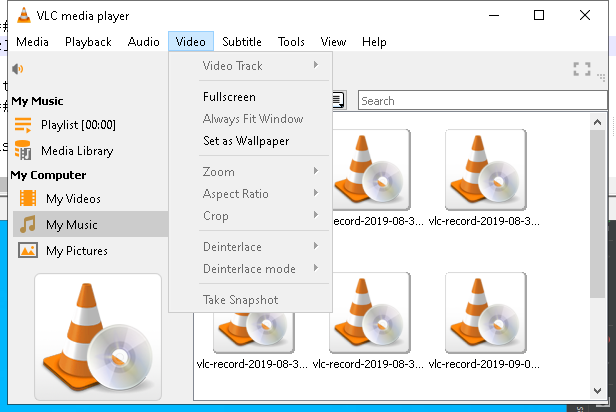 VLC media player
Media Playback Audio Video Subtitle Tools View Help
My Music
Playlist [00:00]
Media Library
My Computer
My Videos
My Music
My Pictures
Video Track
Fullscreen
Always Fit Window
Set as Wallpaper
Zoom
Aspect Ratio
Crop
Deinterlace
Deinterlace mode
Take Snapshot
Search
vlc-record-2019-08-3...
vlc-record-2019-08-3...
vlc-record-2019-08-3...
vlc-record-2019-08-3...
vlc-record-2019-09-0...